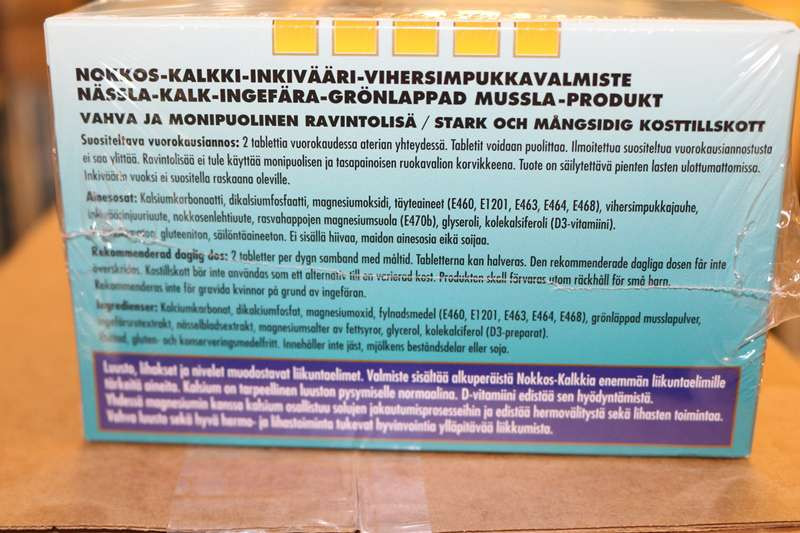 NOKKOS-KALKKI-INKIVÄÄRI-VIHERSIMPUKKAVALMISTE
NÄSSLA-KALK-INGEFÄRA-GRÖNLAPPAD MUSSLA-PRODUKT
VAHVA JA MONIPUOLINEN RAVINTOLISÄ / STARK OCH MÅNGSIDIG KOSTTILLSKOTT
Suositeltava vuorokausiannos: 2 tablettia vuorokaudessa aterian yhteydessä. Tabletit voidaan puolittaa. Ilmoitettua suositeltua vuorokausiannostusta
ei saa ylittää. Ravintolisää ei tule käyttää monipuolisen ja tasapainoisen ruokavalion korvikkeena. Tuote on säilytettävä pienten lasten ulottumattomissa.
Inkiväärin vuoksi ei suositella raskaana oleville.
Ainesosat: Kalsiumkarbonaatti, dikalsiumfosfaatti, magnesiumoksidi, täyteaineet (E460, E1201, E463, E464, E468), vihersimpukkajauhe,
inkiväärinjuuriuute, nokkosenlehtiuute, rasvahappojen magnesiumsuola (E470b), glyseroli, kolekalsiferoli (D3-vitamiini).
gluteeniton, säilöntäaineeton. Ei sisällä hiivaa, maidon ainesosia eikä soijaa.
Rekommenderad daglig dos: 2 tabletter per dygn samband med måltid. Tabletterna kan halveras. Den rekommenderade dagliga dosen får inte
överskridas. Kostillskott bör inte användas som ett alternativ till en varierad kost. Produkten skall förvaras utom räckhåll för små barn.
Rekommenderas inte för gravida kvinnor på grund av ingefäran.
Ingredienser: Kalciumkarbonat, dikalciumfosfat, magnesiumoxid, fylnadsmedel (E460, E1201, E463, E464, E468), grönläppad musslapulver,
ingefärsrotextrakt, nässelbladsextrakt, magnesiumsalter av fettsyror, glycerol, kolekalciferol (D3-preparat).
gluten- och konserveringsmedelfritt. Innehåller inte jäst, mjölkens beståndsdelar eller soja.
Luusto, lihakset ja nivelet muodostavat liikuntaelimet. Valmiste sisältää alkuperäistä Nokkos-Kalkkia enemmän liikuntaelimille
tärkeitä aineita. Kalsium on tarpeellinen luuston pysymiselle normaalina. D-vitamiini edistää sen hyödyntämistä.
Yhdessä magnesiumin kanssa kalsium osallistuu solujen jakautumisprosesseihin ja edistää hermovälitystä sekä lihasten toimintaa.
Vahva luusto sekä hyvä hermo- ja lihastoiminta tukevat hyvinvointia ylläpitävää liikkumista.